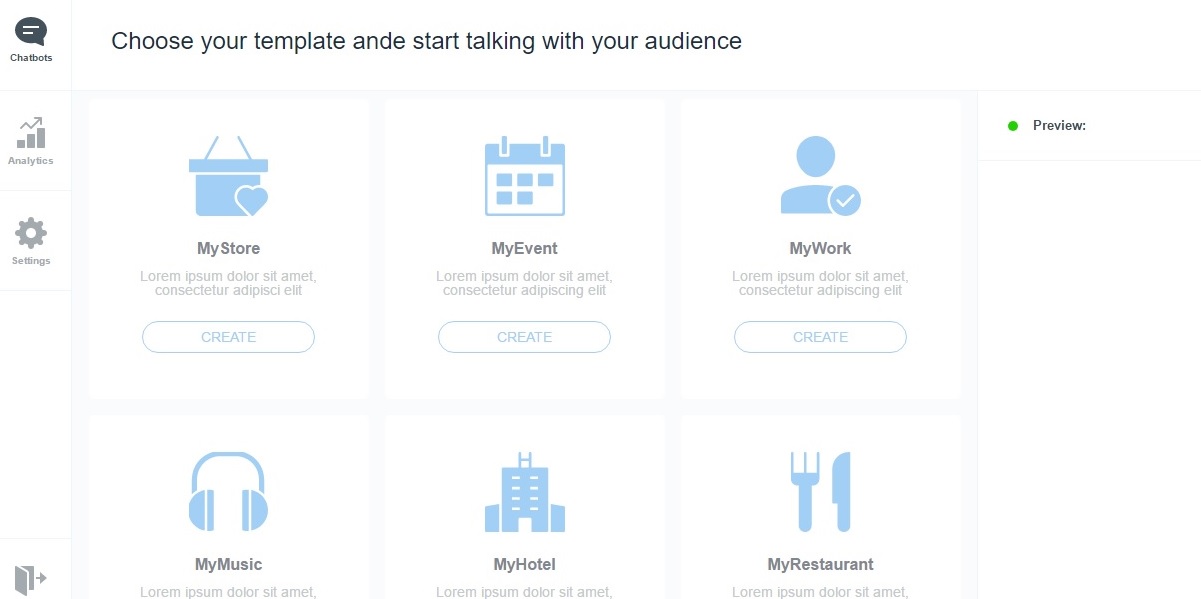 Chatbots
Choose your template ande start talking with your audience
Analytics
Settings
Preview:
MyStore
Lorem ipsum dolor sit amet,
consectetur adipisci elit
CREATE
MyEvent
Lorem ipsum dolor sit amet,
consectetur adipiscing elit
CREATE
MyWork
Lorem ipsum dolor sit amet,
consectetur adipiscing elit
CREATE
MyMusic
Lorem ipsum dolor sit amet,
MyHotel
Lorem ipsum dolor sit amet,
MyRestaurant
Lorem ipsum dolor sit amet,